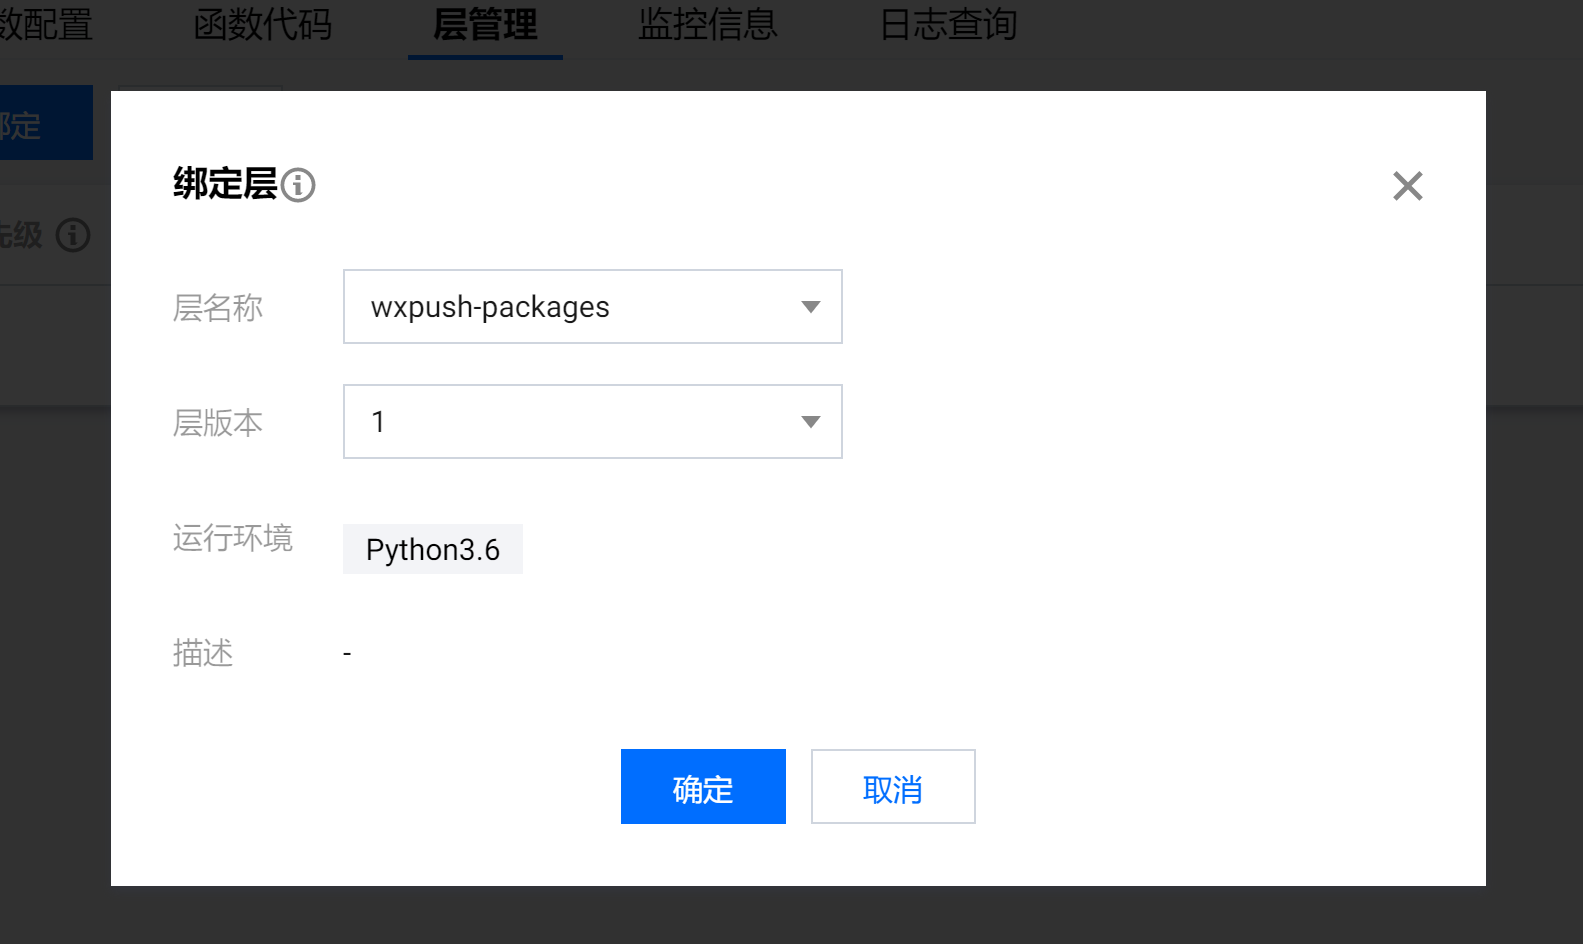 数配置 函数代码 层管理 监控信息 日志查询
绑定
绑定层
先级
层名称 wxpush-packages
层版本 1
运行环境 Python3.6
描述 -
确定 取消